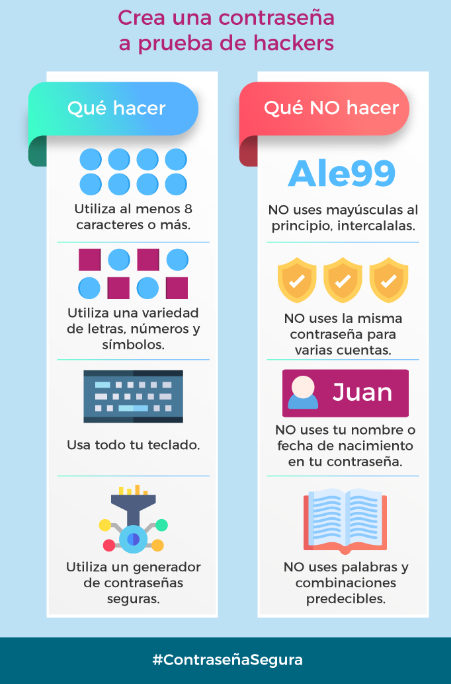 Crea una contraseña
a prueba de hackers
Qué hacer
Utiliza al menos 8
caracteres o más.
Utiliza una variedad
de letras, números y
símbolos.
Usa todo tu teclado.
Utiliza un generador
de contraseñas
seguras.
Qué NO hacer
Ale99
NO uses mayúsculas al
principio, intercalalas.
NO uses la misma
contraseña para
varias cuentas.
Juan
NO uses tu nombre o
fecha de nacimiento
en tu contraseña.
NO uses palabras y
combinaciones
predecibles.
#ContraseñaSegura